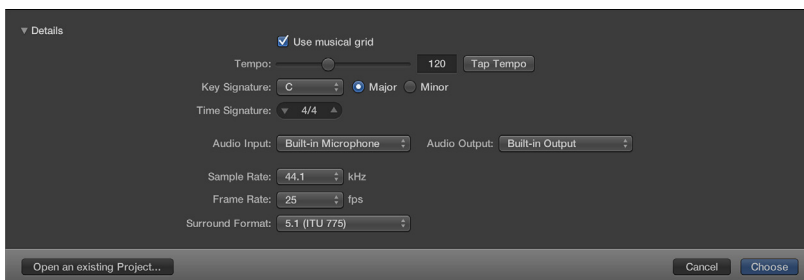 Details
Use musical grid
Tempo: 120 Tap Tempo
Key Signature: C Major Minor
Time Signature: 4/4
Audio Input: Built-in Microphone Audio Output: Built-in Output
Sample Rate: 44.1 kHz
Frame Rate: 25 fps
Surround Format: 5.1 (ITU 775)
Open an existing Project... Cancel Choose